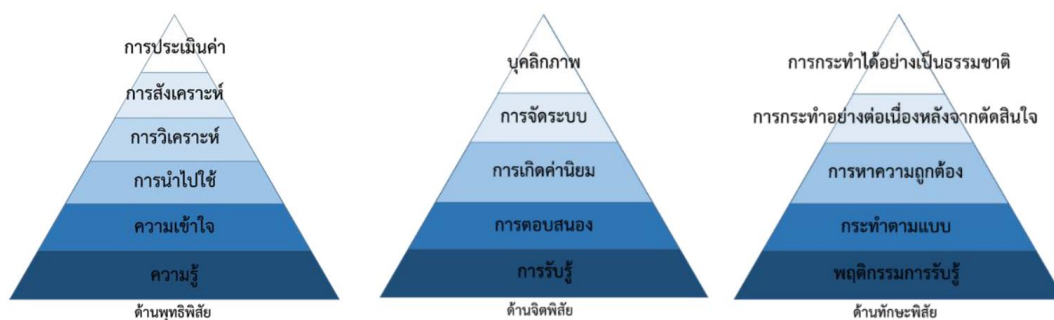 การประเมินค่า
การสังเคราะห์
การวิเคราะห์
การนำไปใช้
ความเข้าใจ
ความรู้
ด้านพุทธิพิสัย
บุคลิกภาพ
การจัดระบบ
การเกิดค่านิยม
การตอบสนอง
การรับรู้
ด้านจิตพิสัย
การกระทำได้อย่างเป็นธรรมชาติ
การกระทำอย่างต่อเนื่องหลังจากตัดสินใจ
การหาความถูกต้อง
กระทำตามแบบ
พฤติกรรมการรับรู้
ด้านทักษะพิสัย